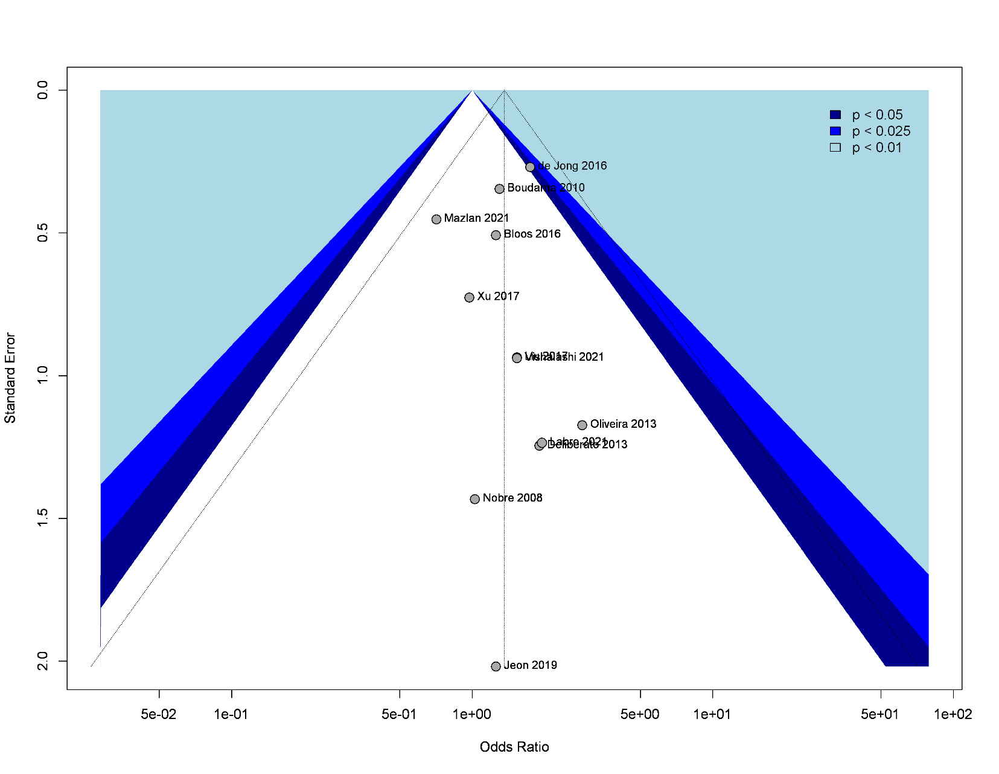 p < 0.05
p < 0.025
p < 0.01
de Jong 2016
Boudama 2010
Mazlan 2021
Bloos 2016
Xu 2017
2017
Vishalashi 2021
Oliveira 2013
Labro 2021
Deliberato 2013
Nobre 2008
Jeon 2019
0.0
0.5
1.0
1.5
2.0
Standard Error
5e-02
1e-01
5e-01
1e+00
5e+00
1e+01
5e+01
1e+02
Odds Ratio